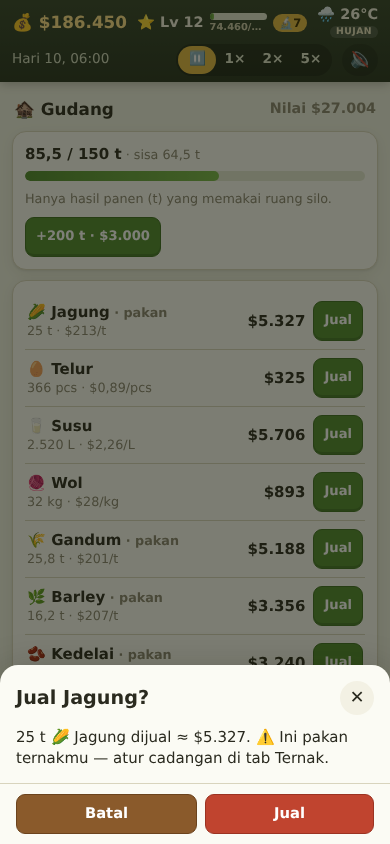 💰 $186.450 ⭐ Lv 12 74.460/... 🔬7 🌧️ 26°C
HUJAN
Hari 10, 06:00 ⏸ 1× 2× 5× 🔈
🏚️ Gudang Nilai $27.004
85,5 / 150 t · sisa 64,5 t
Hanya hasil panen (t) yang memakai ruang silo.
+200 t · $3.000
🌽 Jagung · pakan $5.327 Jual
25 t · $213/t
🥚 Telur $325 Jual
366 pcs · $0,89/pcs
🥛 Susu $5.706 Jual
2.520 L · $2,26/L
🧶 Wol $893 Jual
32 kg · $28/kg
🌾 Gandum · pakan $5.188 Jual
25,8 t · $201/t
🌿 Barley · pakan $3.356 Jual
16,2 t · $207/t
🫘 Kedelai · pakan $3.240 Jual
Jual Jagung? ✕
25 t 🌽 Jagung dijual ≈ $5.327. ⚠️ Ini pakan
ternakmu — atur cadangan di tab Ternak.
Batal Jual